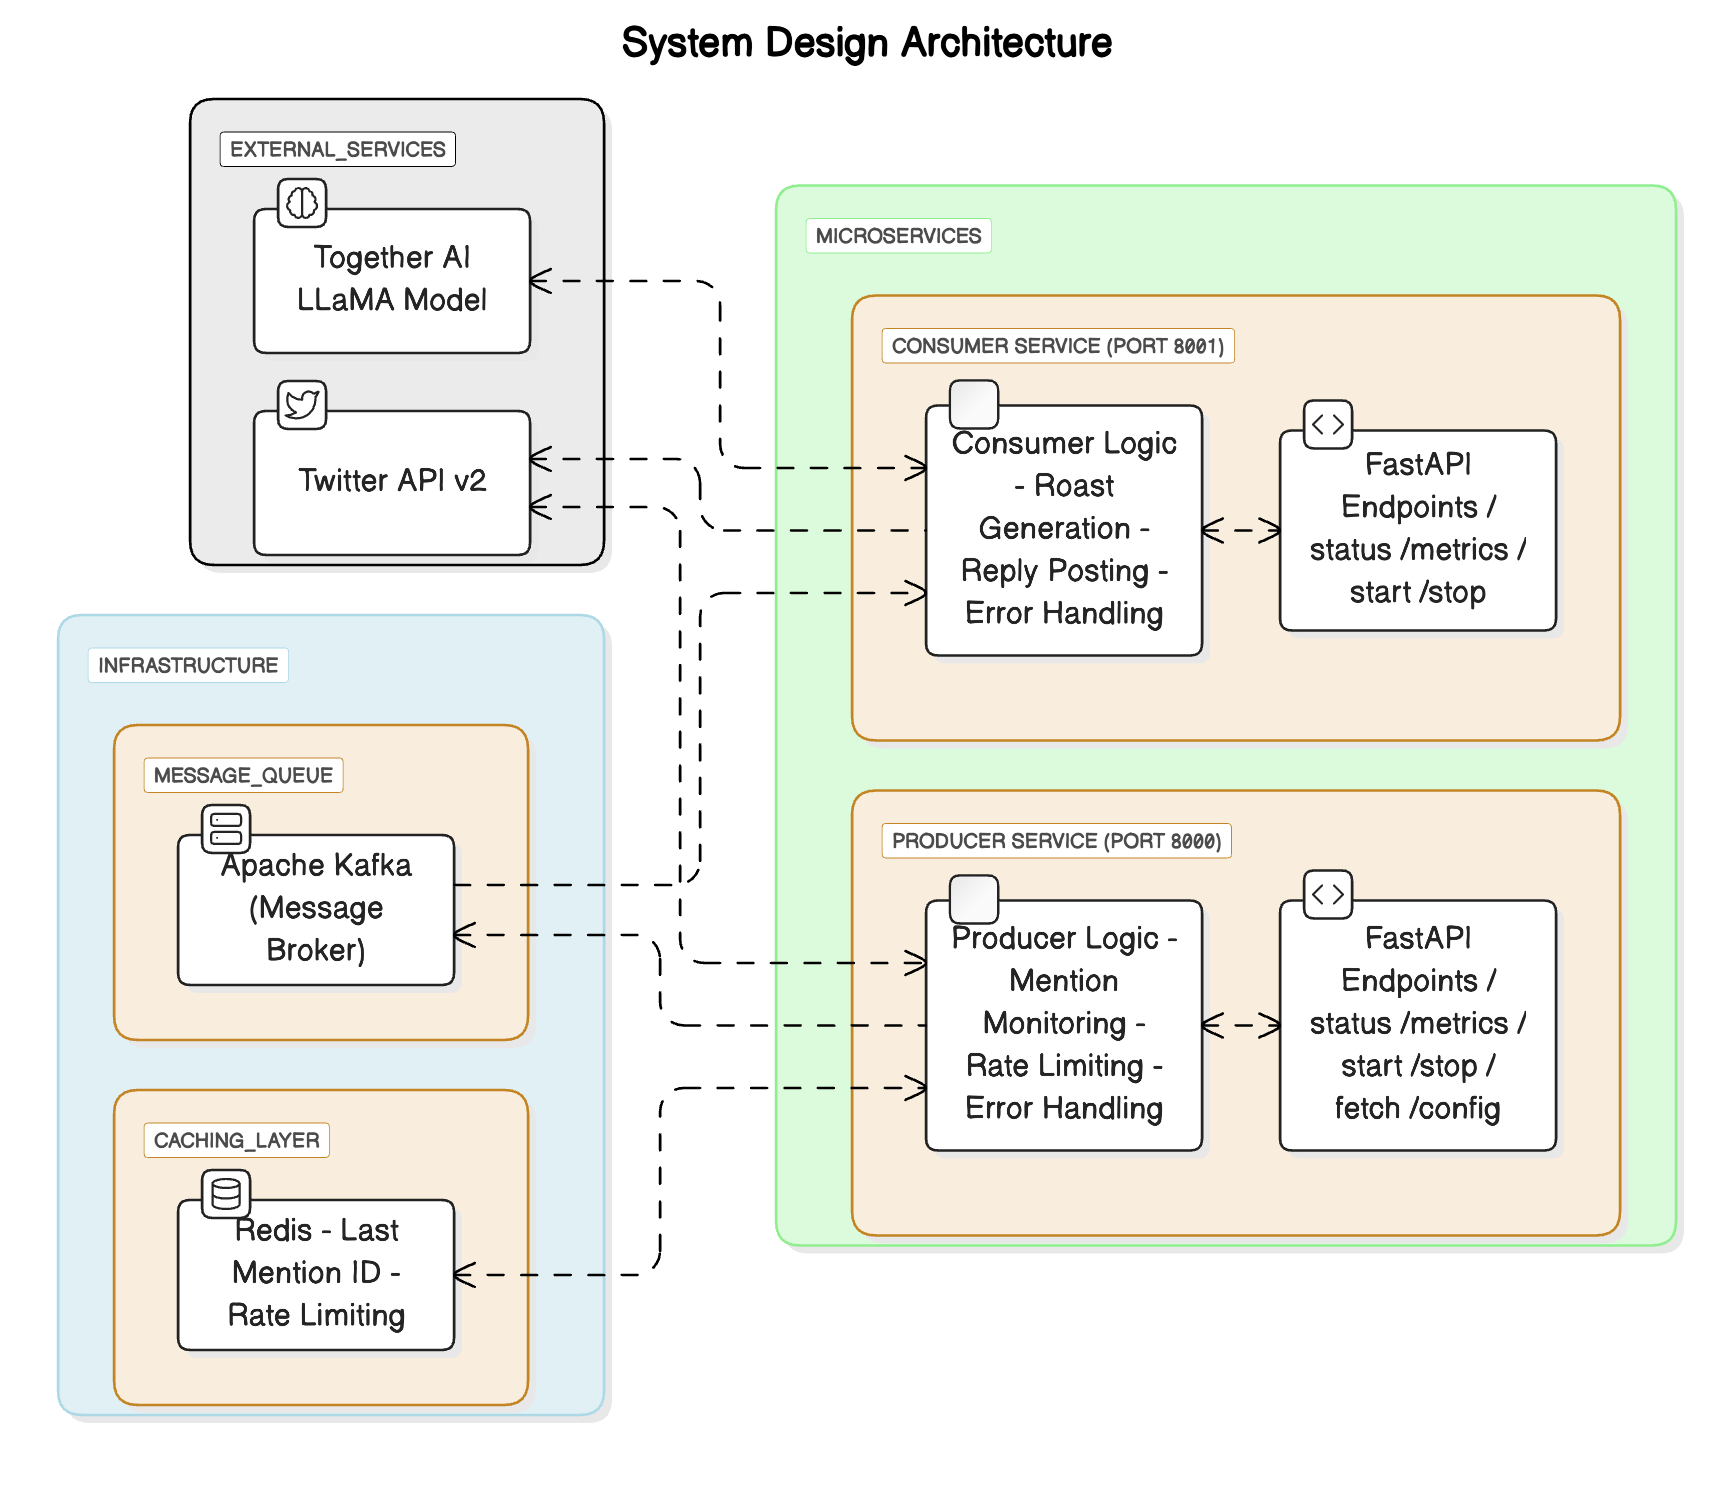 System Design Architecture
EXTERNAL_SERVICES
Together AI
LLaMA Model
Twitter API v2
MICROSERVICES
CONSUMER SERVICE (PORT 8001)
Consumer Logic
- Roast
Generation -
Reply Posting -
Error Handling
FastAPI
Endpoints /
status /metrics /
start /stop
INFRASTRUCTURE
MESSAGE_QUEUE
Apache Kafka
(Message
Broker)
PRODUCER SERVICE (PORT 8000)
Producer Logic -
Mention
Monitoring -
Rate Limiting -
Error Handling
FastAPI
Endpoints /
status /metrics /
start /stop /
fetch /config
CACHING_LAYER
Redis - Last
Mention ID -
Rate Limiting